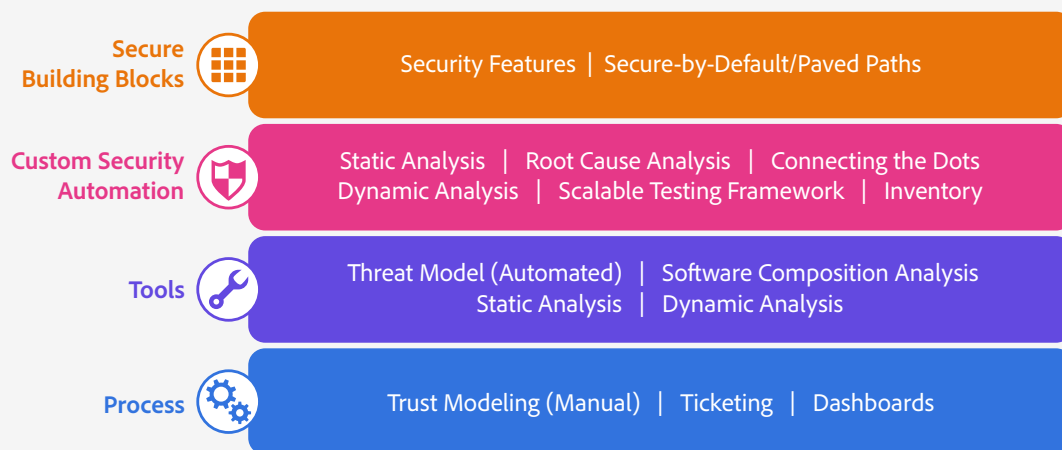 Secure
Building Blocks
Security Features | Secure-by-Default/Paved Paths
Custom Security
Automation
Static Analysis | Root Cause Analysis | Connecting the Dots
Dynamic Analysis | Scalable Testing Framework | Inventory
Tools
Threat Model (Automated) | Software Composition Analysis
Static Analysis | Dynamic Analysis
Process
Trust Modeling (Manual) | Ticketing | Dashboards